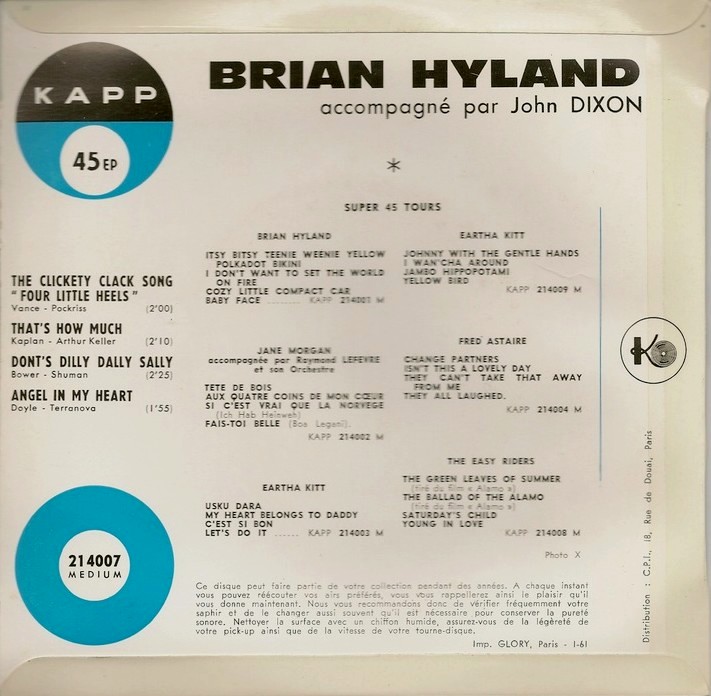 KAPP
45 EP
BRIAN HYLAND
accompagné par John DIXON
*
SUPER 45 TOURS
THE CLICKETY CLACK SONG
"FOUR LITTLE HEELS"
Vance - Pockriss (2'00)
THAT'S HOW MUCH
Kaplan - Arthur Keller (2'10)
DONT'S DILLY DALLY SALLY
Bower - Shuman (2'25)
ANGEL IN MY HEART
Doyle - Terranova (1'55)
214007
MEDIUM
BRIAN HYLAND
ITSY BITSY TEENIE WEENIE YELLOW
POLKADOT BIKINI
I DON'T WANT TO SET THE WORLD
ON FIRE
COZY LITTLE COMPACT CAR
BABY FACE ........ KAPP 214001 M
JANE MORGAN
accompagnée par Raymond LEFEVRE
et son Orchestre
TETE DE BOIS
AUX QUATRE COINS DE MON CŒUR
SI C'EST VRAI QUE LA NORVEGE
(Ich Hab Heinweh)
FAIS-TOI BELLE (Boa Legani).
KAPP 214002 M
EARTHA KITT
USKU DARA
MY HEART BELONGS TO DADDY
C'EST SI BON
LET'S DO IT ...... KAPP 214003 M
EARTHA KITT
JOHNNY WITH THE GENTLE HANDS
I WAN'CHA AROUND
JAMBO HIPPOPOTAMI
YELLOW BIRD
KAPP 214009 M
FRED ASTAIRE
CHANGE PARTNERS
ISN'T THIS A LOVELY DAY
THEY CAN'T TAKE THAT AWAY
FROM ME
THEY ALL LAUGHED.
KAPP 214004 M
THE EASY RIDERS
THE GREEN LEAVES OF SUMMER
(tiré du film « Alamo »)
THE BALLAD OF THE ALAMO
(tiré du film « Alamo »)
SATURDAY'S CHILD
YOUNG IN LOVE
KAPP 214008 M
Photo X
Ce disque peut faire partie de votre collection pendant des années. A chaque instant
vous pouvez réécouter vos airs préférés, vous vous rappellerez ainsi le plaisir qu'il
vous donne maintenant. Nous vous recommandons donc de vérifier fréquemment votre
saphir et de le changer aussi souvent qu'il est nécessaire pour conserver la pureté
sonore. Nettoyer la surface avec un chiffon humide, assurez-vous de la légèreté de
votre pick-up ainsi que de la vitesse de votre tourne-disque.
Imp. GLORY, Paris - 1-61
K
Distribution : C.P.I., 18, Rue de Douai, Paris